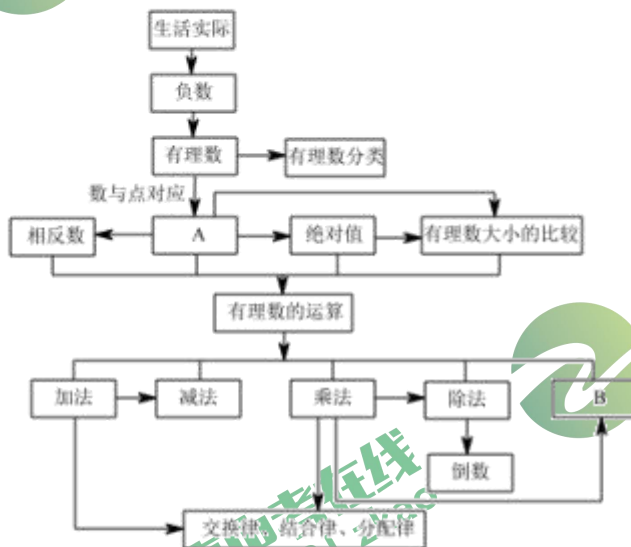 生活实际
负数
有理数
有理数分类
数与点对应
相反数
A
绝对值
有理数大小的比较
有理数的运算
加法
减法
乘法
除法
B
倒数
交换律、结合律、分配律